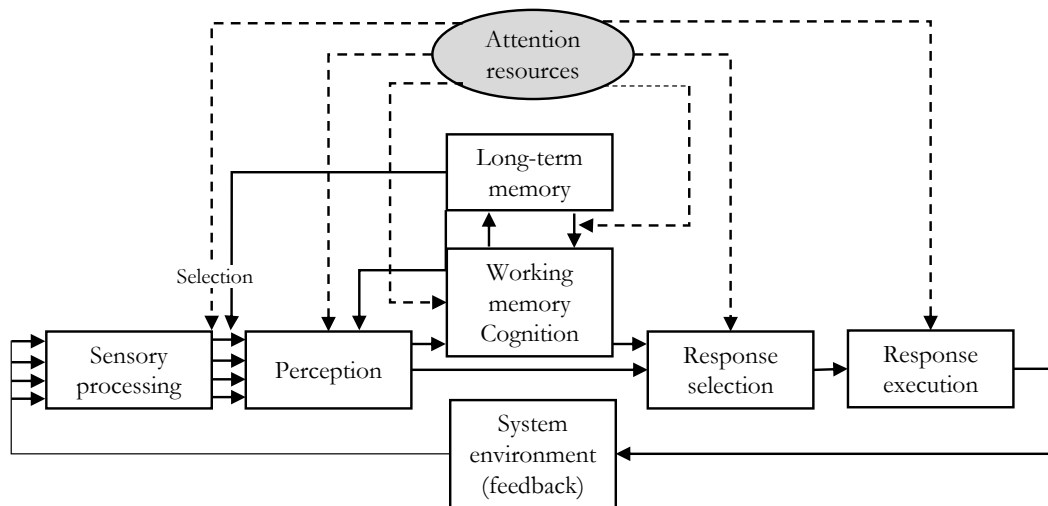 Attention
resources
Long-term
memory
Selection
Working
memory
Cognition
Sensory
processing
Perception
Response
selection
Response
execution
System
environment
(feedback)